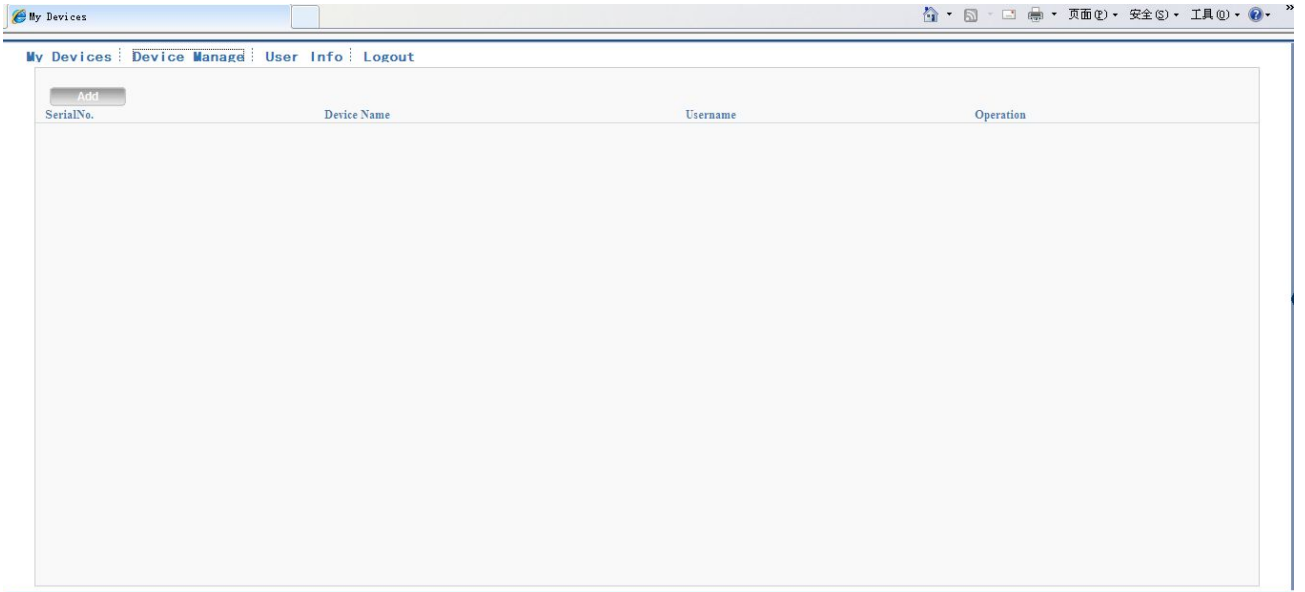 My Devices
页面(P) 安全(S) 工具(O) »
My Devices Device Manage User Info Logout
Add
SerialNo. Device Name Username Operation